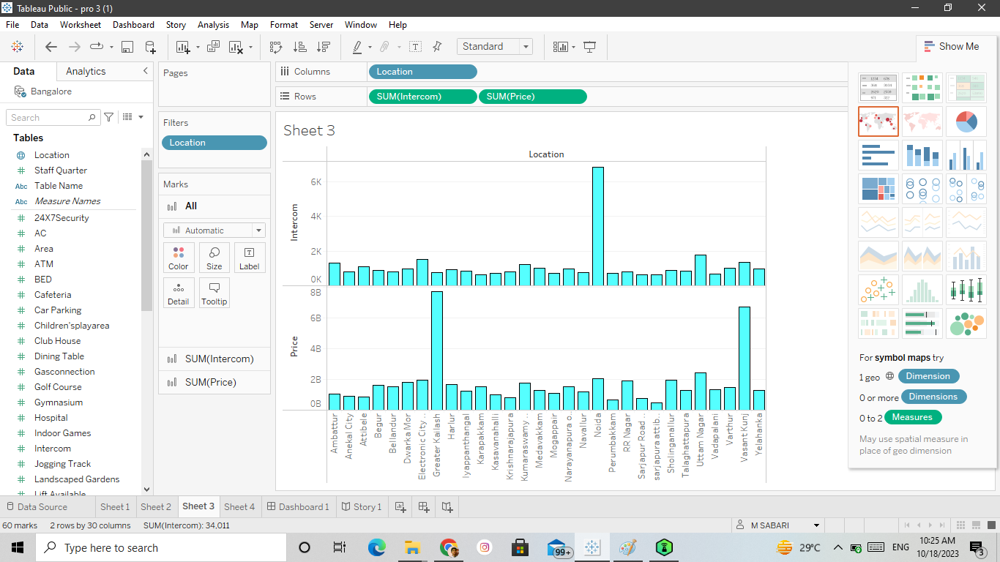 Tableau Public - pro 3 (1)
File Data Worksheet Dashboard Story Analysis Map Format Server Window Help
Standard
Show Me
Data Analytics
Bangalore
Search
Tables
Location
Staff Quarter
Table Name
Measure Names
24X7Security
AC
Area
ATM
BED
Cafeteria
Car Parking
Children'splayarea
Club House
Dining Table
Gasconnection
Golf Course
Gymnasium
Hospital
Indoor Games
Intercom
Jogging Track
Landscaped Gardens
Lift Available
Pages
Filters
Location
Marks
All
Automatic
Color Size Label
Detail Tooltip
SUM(Intercom)
SUM(Price)
Columns Location
Rows SUM(Intercom) SUM(Price)
Sheet 3
Location
Intercom
6K
4K
2K
0K
Price
8B
6B
4B
2B
0B
Ambattur
Anekal City
Attibele
Begur
Bellandur
Dwarka Mor
Electronic City ..
Greater Kailash
Harlur
Iyappanthangal
Karapakkam
Kasavanahalli
Krishnarajapura
Kumaraswamy ..
Medavakkam
Mogappair
Narayanapura o..
Navallur
Noida
Perumbakkam
RR Nagar
Sarjapur Road ..
sarjapura attib..
Sholinganallur
Talaghattapura
Uttam Nagar
Vadapalani
Varthur
Vasant Kunj
Yelahanka
For symbol maps try
1 geo Dimension
0 or more Dimensions
0 to 2 Measures
May use spatial measure in
place of geo dimension
Data Source Sheet 1 Sheet 2 Sheet 3 Sheet 4 Dashboard 1 Story 1
60 marks 2 rows by 30 columns SUM(Intercom): 34,011 M SABARI
Type here to search
99+
29°C
ENG
10:25 AM
10/18/2023
3